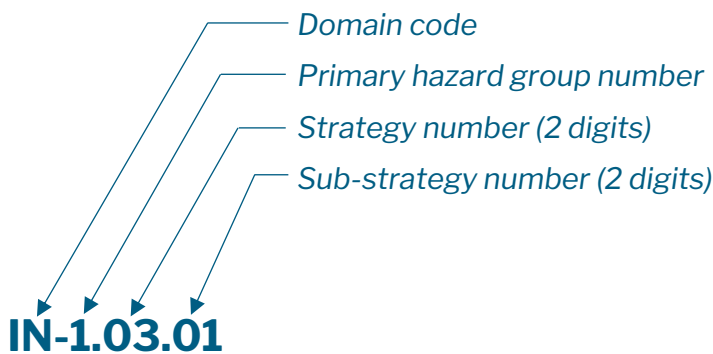 Domain code
Primary hazard group number
Strategy number (2 digits)
Sub-strategy number (2 digits)
IN-1.03.01